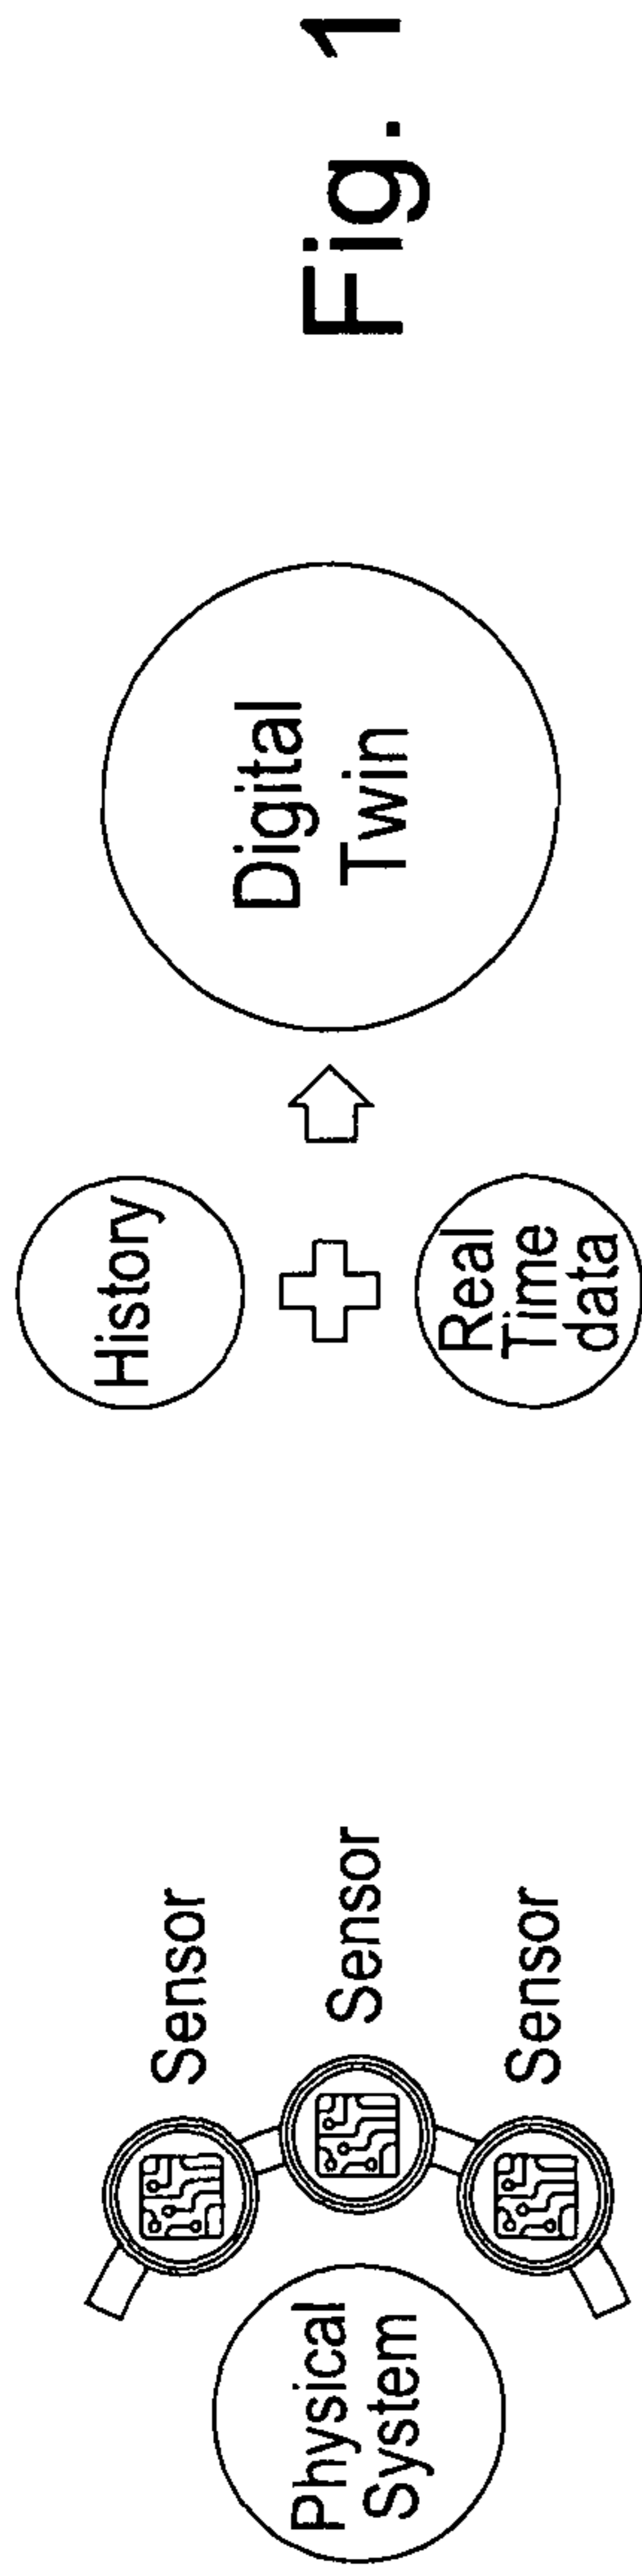 Physical
System
Sensor
Sensor
Sensor
History
Real
Time
data
Digital
Twin
Fig. 1